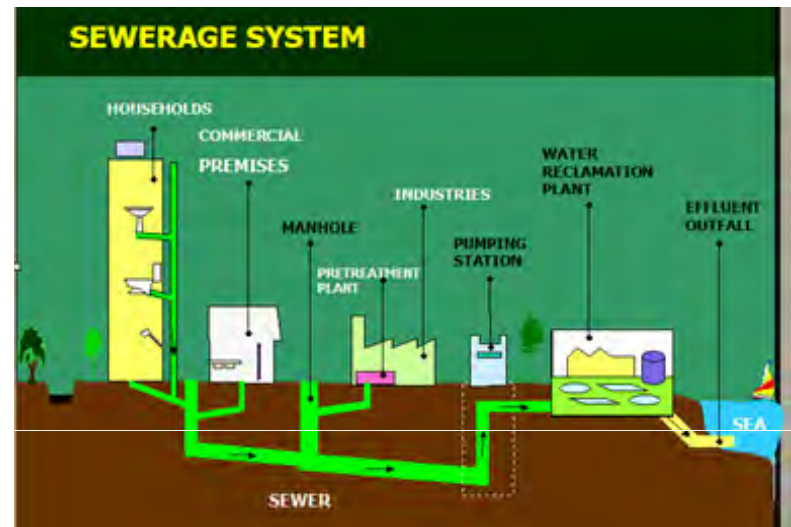 SEWERAGE SYSTEM
HOUSEHOLDS
COMMERCIAL
PREMISES
WATER
RECLAMATION
PLANT
INDUSTRIES
EFFLUENT
OUTFALL
MANHOLE
PUMPING
STATION
PRETREATMENT
PLANT
SEA
SEWER